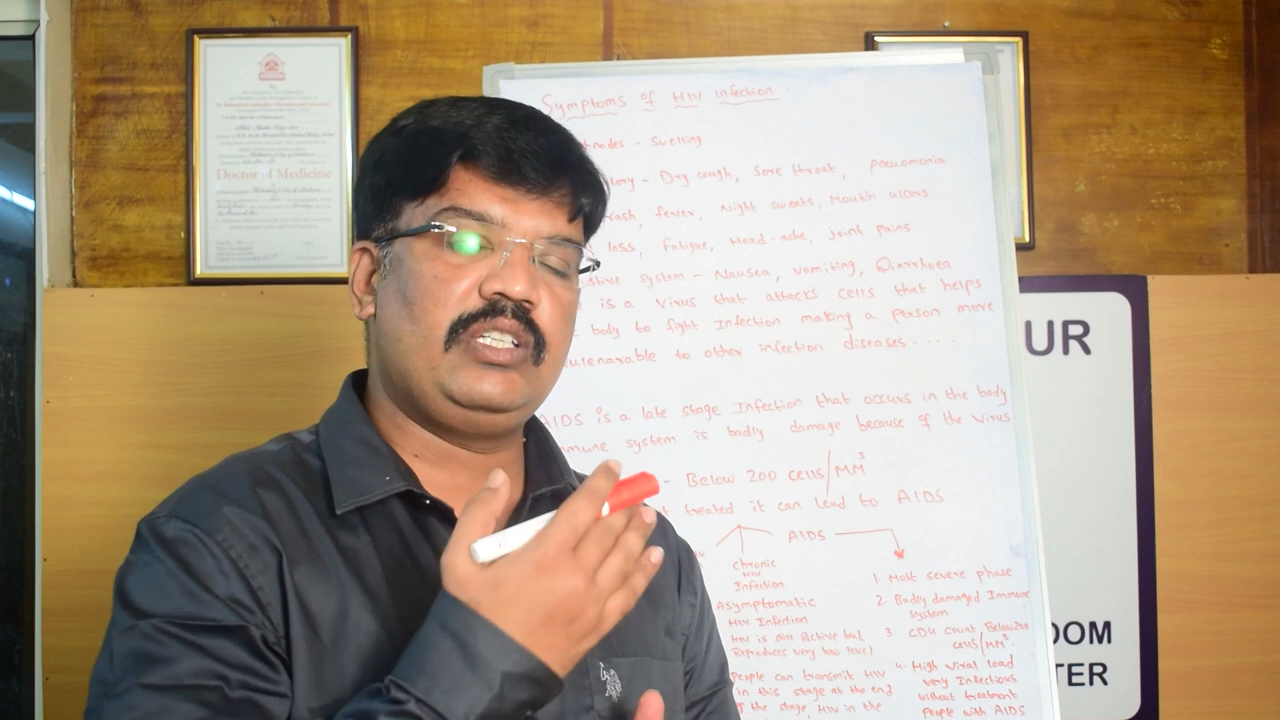 Doctor of Medicine
Symptoms of HIV Infection
nodes - Swelling
tory - Dry cough, Sore throat, pneuomonia
rash, fever, Night sweats, Mouth ulcers
loss, fatigue, Head-ache, Joint pains
stive system - Nausea, vomiting, Diarrhoea
is a virus that attacks cells that helps
body to fight Infection making a person more
vulenarable to other infection diseases ....
AIDS is a late stage Infection that occurs in the body
mmune system is badly damage because of the virus
- Below 200 cells/MM³
t treated it can lead to AIDS
AIDS
Chronic
HIV
Infection
Asymptomatic
HIV Infection
HIV is still Active but
Reproduces very low level)
People can transmit HIV
in this stage at the end
of the stage, HIV in the
1. Most severe phase
2. Badly damaged Immune
system
3. CD4 count Below 200
cells/MM³.
4. High Viral load
very Infectious
without treatment
People with AIDS
UR
OOM
TER